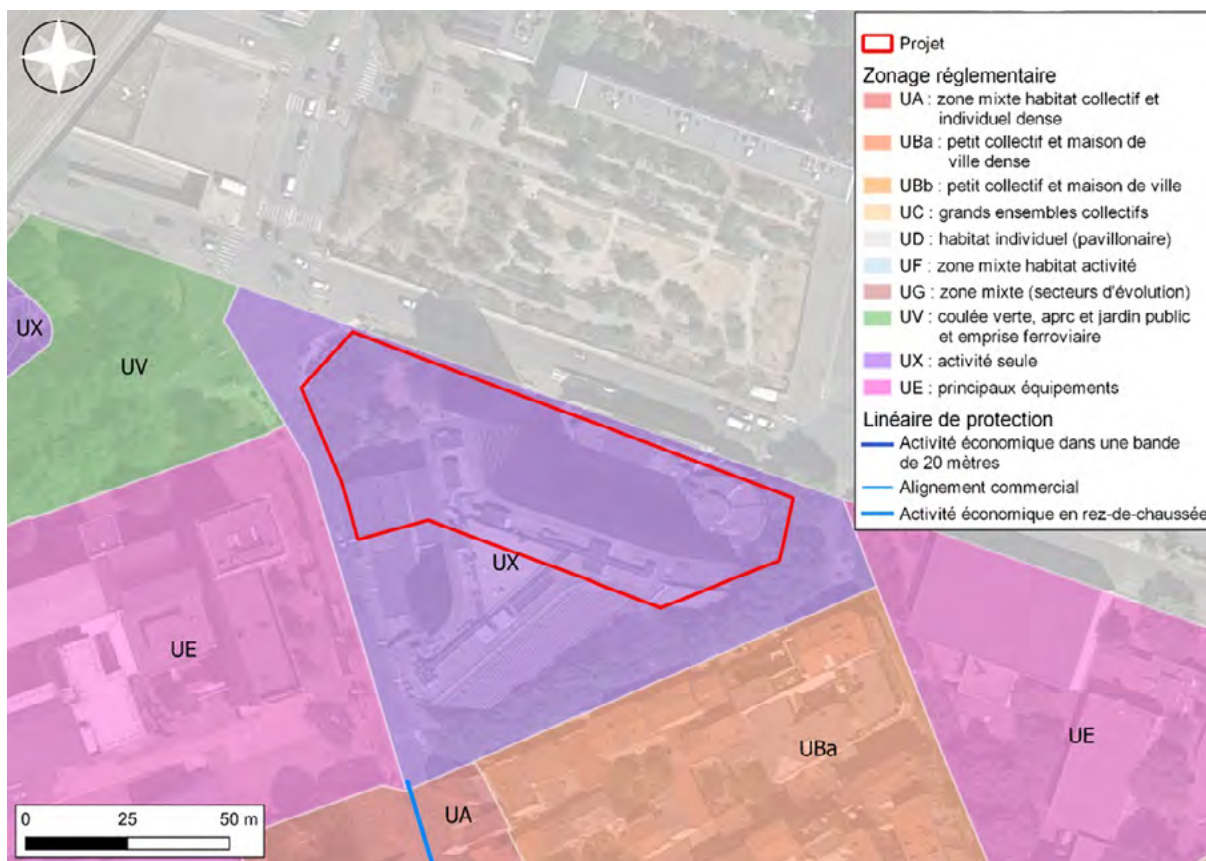 Projet
Zonage réglementaire
UA : zone mixte habitat collectif et
individuel dense
UBa : petit collectif et maison de
ville dense
UBb : petit collectif et maison de ville
UC : grands ensembles collectifs
UD : habitat individuel (pavillonaire)
UF : zone mixte habitat activité
UG : zone mixte (secteurs d'évolution)
UV : coulée verte, aprc et jardin public
et emprise ferroviaire
UX : activité seule
UE : principaux équipements
Linéaire de protection
Activité économique dans une bande
de 20 mètres
Alignement commercial
Activité économique en rez-de-chaussée
UX
UV
UX
UE
UBa
UE
UA
0 25 50 m